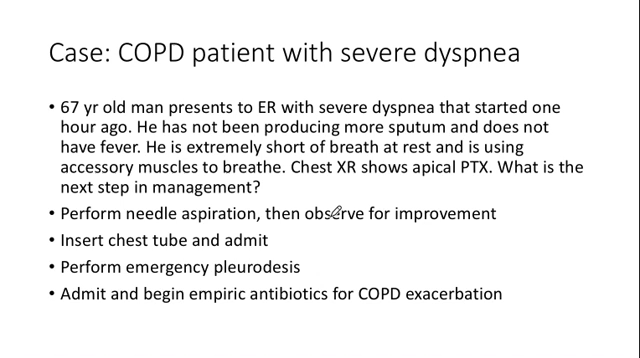 Case: COPD patient with severe dyspnea
• 67 yr old man presents to ER with severe dyspnea that started one
hour ago. He has not been producing more sputum and does not
have fever. He is extremely short of breath at rest and is using
accessory muscles to breathe. Chest XR shows apical PTX. What is the
next step in management?
• Perform needle aspiration, then observe for improvement
• Insert chest tube and admit
• Perform emergency pleurodesis
• Admit and begin empiric antibiotics for COPD exacerbation